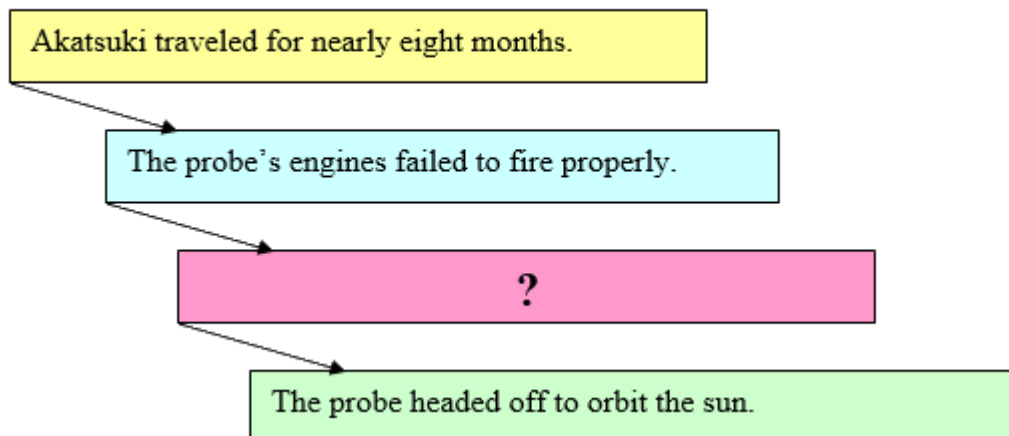 Akatsuki traveled for nearly eight months.
The probe’s engines failed to fire properly.
?
The probe headed off to orbit the sun.